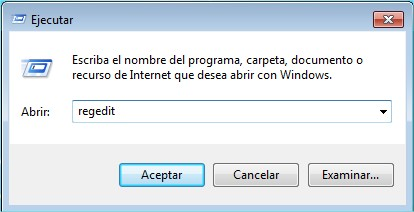 Ejecutar
Escriba el nombre del programa, carpeta, documento o
recurso de Internet que desea abrir con Windows.
Abrir: regedit
Aceptar Cancelar Examinar...